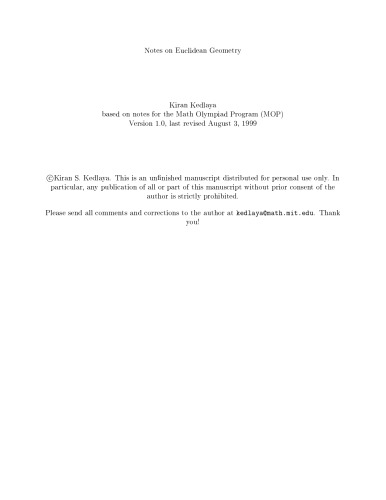 Notes on Euclidean Geometry
Kiran Kedlaya
based on notes for the Math Olympiad Program (MOP)
Version 1.0, last revised August 3, 1999
©Kiran S. Kedlaya. This is an unfinished manuscript distributed for personal use only. In
particular, any publication of all or part of this manuscript without prior consent of the
author is strictly prohibited.
Please send all comments and corrections to the author at kedlaya@math.mit.edu. Thank
you!